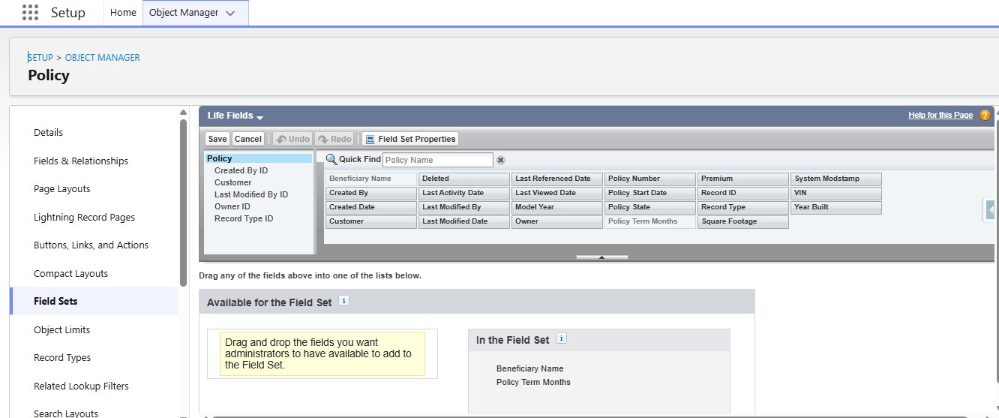 Setup Home Object Manager
SETUP > OBJECT MANAGER
Policy
Details
Fields & Relationships
Page Layouts
Lightning Record Pages
Buttons, Links, and Actions
Compact Layouts
Field Sets
Object Limits
Record Types
Related Lookup Filters
Search Layouts
Life Fields Help for this Page ?
Save Cancel Undo Redo Field Set Properties
Policy
Created By ID
Customer
Last Modified By ID
Owner ID
Record Type ID
Quick Find Policy Name
Beneficiary Name Deleted Last Referenced Date Policy Number Premium System Modstamp
Created By Last Activity Date Last Viewed Date Policy Start Date Record ID VIN
Created Date Last Modified By Model Year Policy State Record Type Year Built
Customer Last Modified Date Owner Policy Term Months Square Footage
Drag any of the fields above into one of the lists below.
Available for the Field Set i
Drag and drop the fields you want
administrators to have available to add to
the Field Set.
In the Field Set i
Beneficiary Name
Policy Term Months